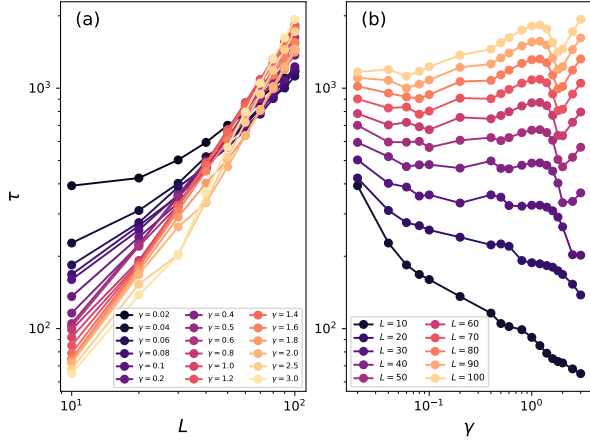 (a)
τ
10³
10²
10¹
10²
L
γ = 0.02
γ = 0.04
γ = 0.06
γ = 0.08
γ = 0.1
γ = 0.2
γ = 0.4
γ = 0.5
γ = 0.6
γ = 0.8
γ = 1.0
γ = 1.2
γ = 1.4
γ = 1.6
γ = 1.8
γ = 2.0
γ = 2.5
γ = 3.0
(b)
10³
10²
10⁻¹
10⁰
γ
L = 10
L = 20
L = 30
L = 40
L = 50
L = 60
L = 70
L = 80
L = 90
L = 100